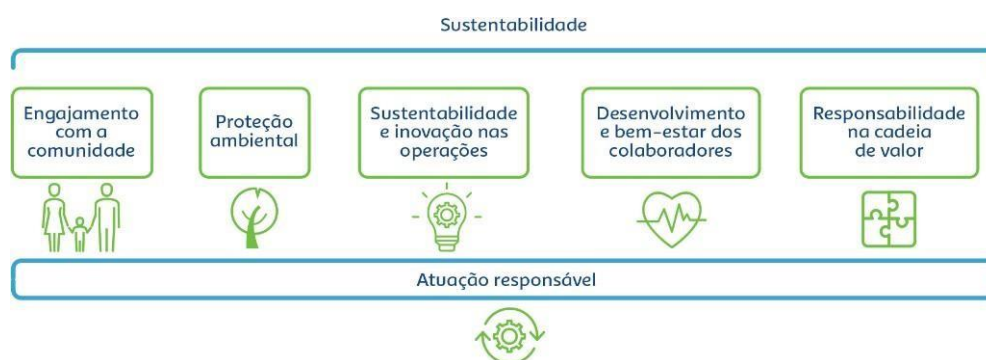 Sustentabilidade
Engajamento
com a
comunidade
Proteção
ambiental
Sustentabilidade
e inovação nas
operações
Desenvolvimento
e bem-estar dos
colaboradores
Responsabilidade
na cadeia
de valor
Atuação responsável